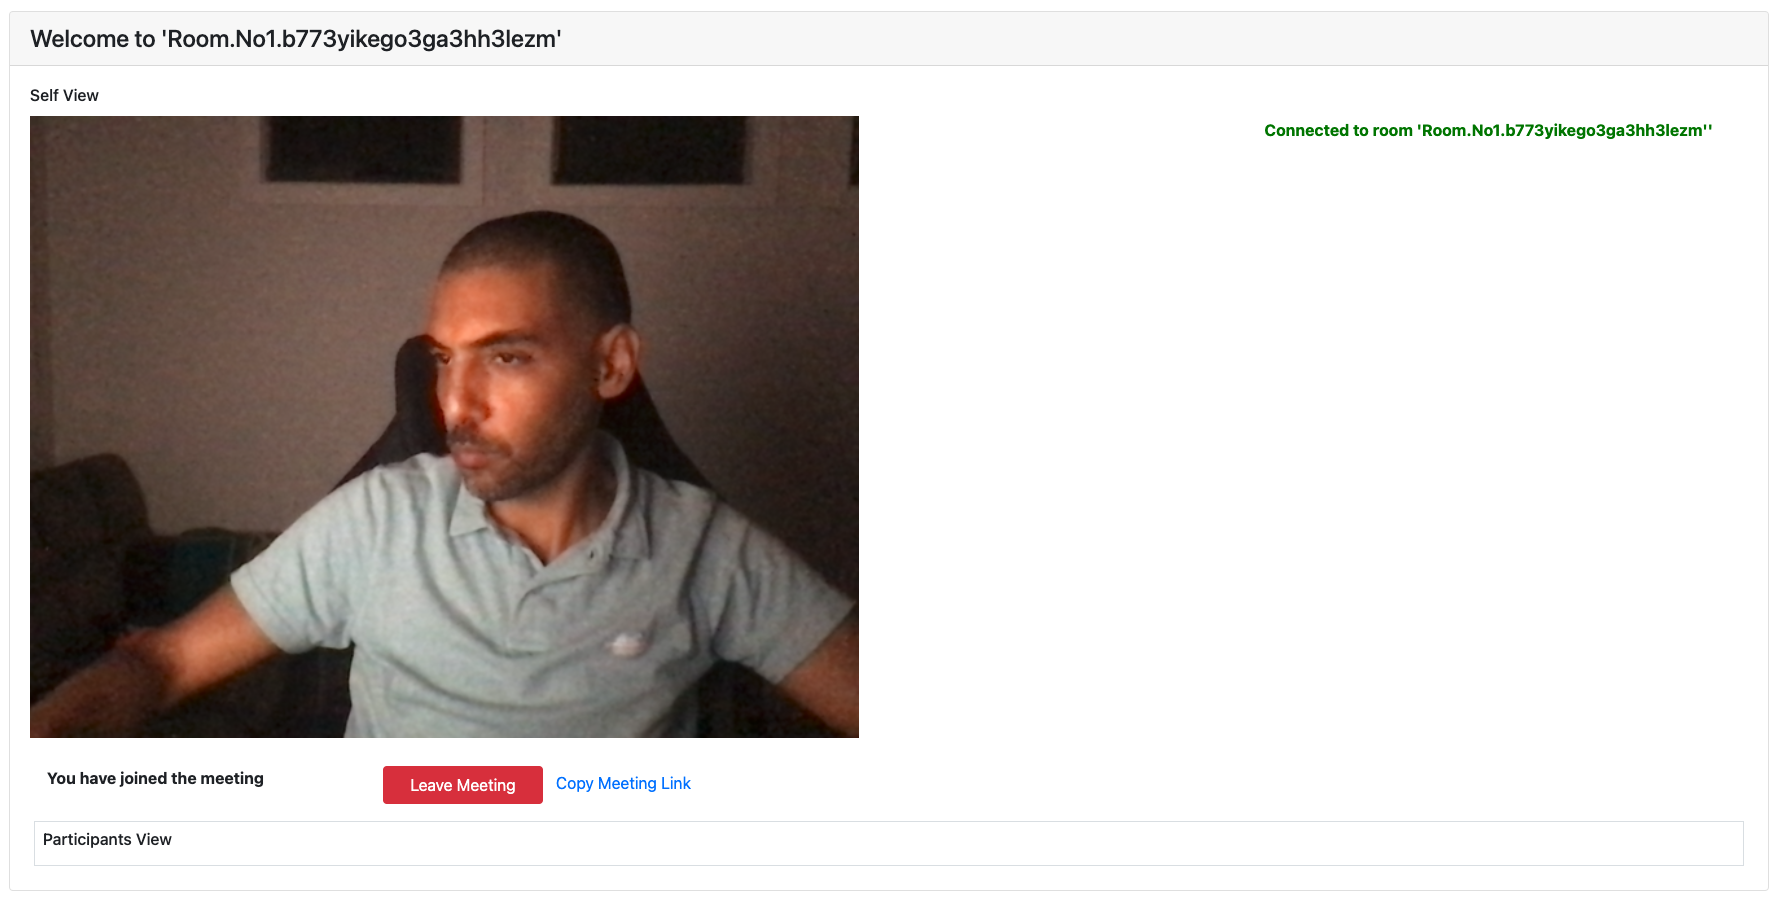 Welcome to 'Room.No1.b773yikego3ga3hh3lezm'
Self View
Connected to room 'Room.No1.b773yikego3ga3hh3lezm''
You have joined the meeting
Leave Meeting
Copy Meeting Link
Participants View